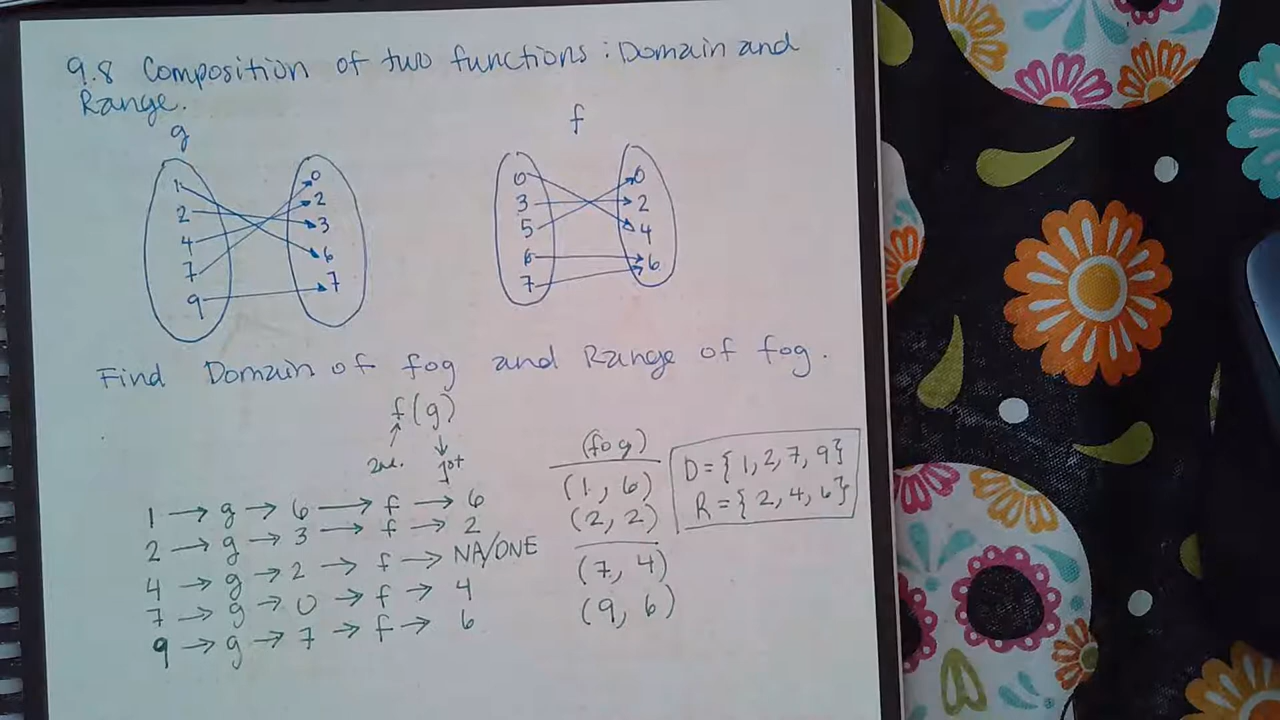 9.8 Composition of two functions : Domain and
Range.
g
f
1
2
4
7
9
0
2
3
6
7
0
3
5
6
7
0
2
4
6
Find Domain of fog and Range of fog.
f(g)
2nd. 1st
1 → g → 6 → f → 6
2 → g → 3 → f → 2
4 → g → 2 → f → NA/DNE
7 → g → 0 → f → 4
9 → g → 7 → f → 6
(fog)
(1, 6)
(2, 2)
(7, 4)
(9, 6)
D = {1, 2, 7, 9}
R = {2, 4, 6}